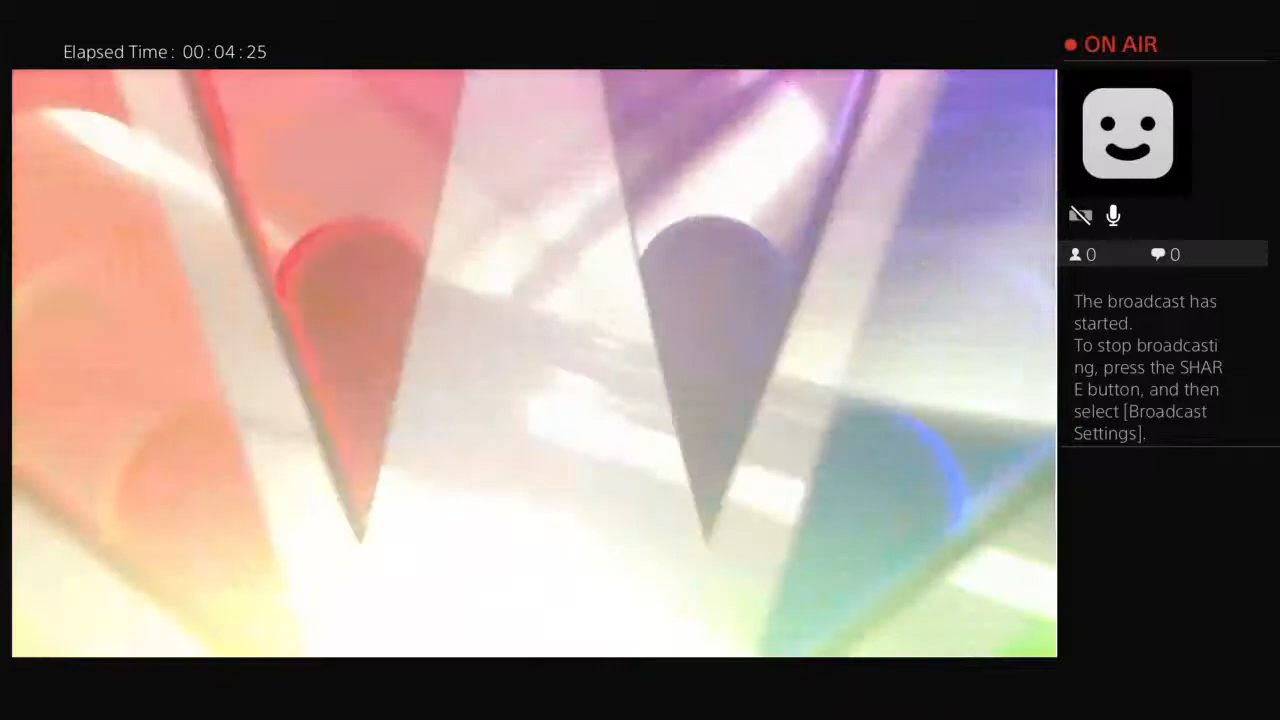 Elapsed Time: 00:04:25
ON AIR
0 0
The broadcast has
started.
To stop broadcasti
ng, press the SHAR
E button, and then
select [Broadcast
Settings].